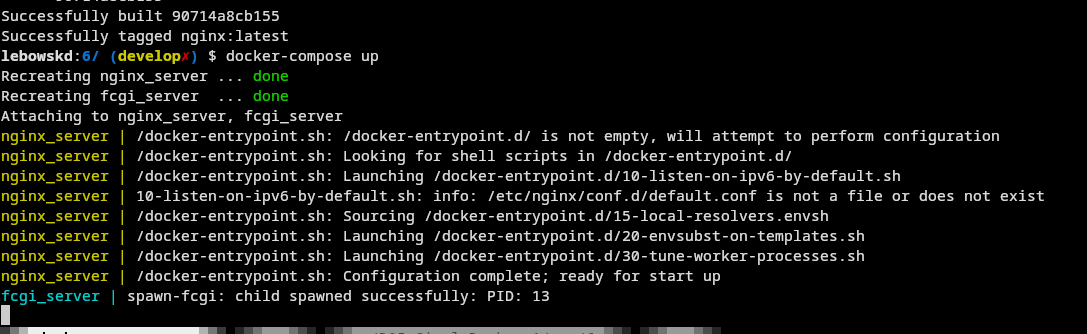 Successfully built 90714a8cb155
Successfully tagged nginx:latest
lebowskd:6/ (develop✗) $ docker-compose up
Recreating nginx_server ... done
Recreating fcgi_server  ... done
Attaching to nginx_server, fcgi_server
nginx_server | /docker-entrypoint.sh: /docker-entrypoint.d/ is not empty, will attempt to perform configuration
nginx_server | /docker-entrypoint.sh: Looking for shell scripts in /docker-entrypoint.d/
nginx_server | /docker-entrypoint.sh: Launching /docker-entrypoint.d/10-listen-on-ipv6-by-default.sh
nginx_server | 10-listen-on-ipv6-by-default.sh: info: /etc/nginx/conf.d/default.conf is not a file or does not exist
nginx_server | /docker-entrypoint.sh: Sourcing /docker-entrypoint.d/15-local-resolvers.envsh
nginx_server | /docker-entrypoint.sh: Launching /docker-entrypoint.d/20-envsubst-on-templates.sh
nginx_server | /docker-entrypoint.sh: Launching /docker-entrypoint.d/30-tune-worker-processes.sh
nginx_server | /docker-entrypoint.sh: Configuration complete; ready for start up
fcgi_server | spawn-fcgi: child spawned successfully: PID: 13